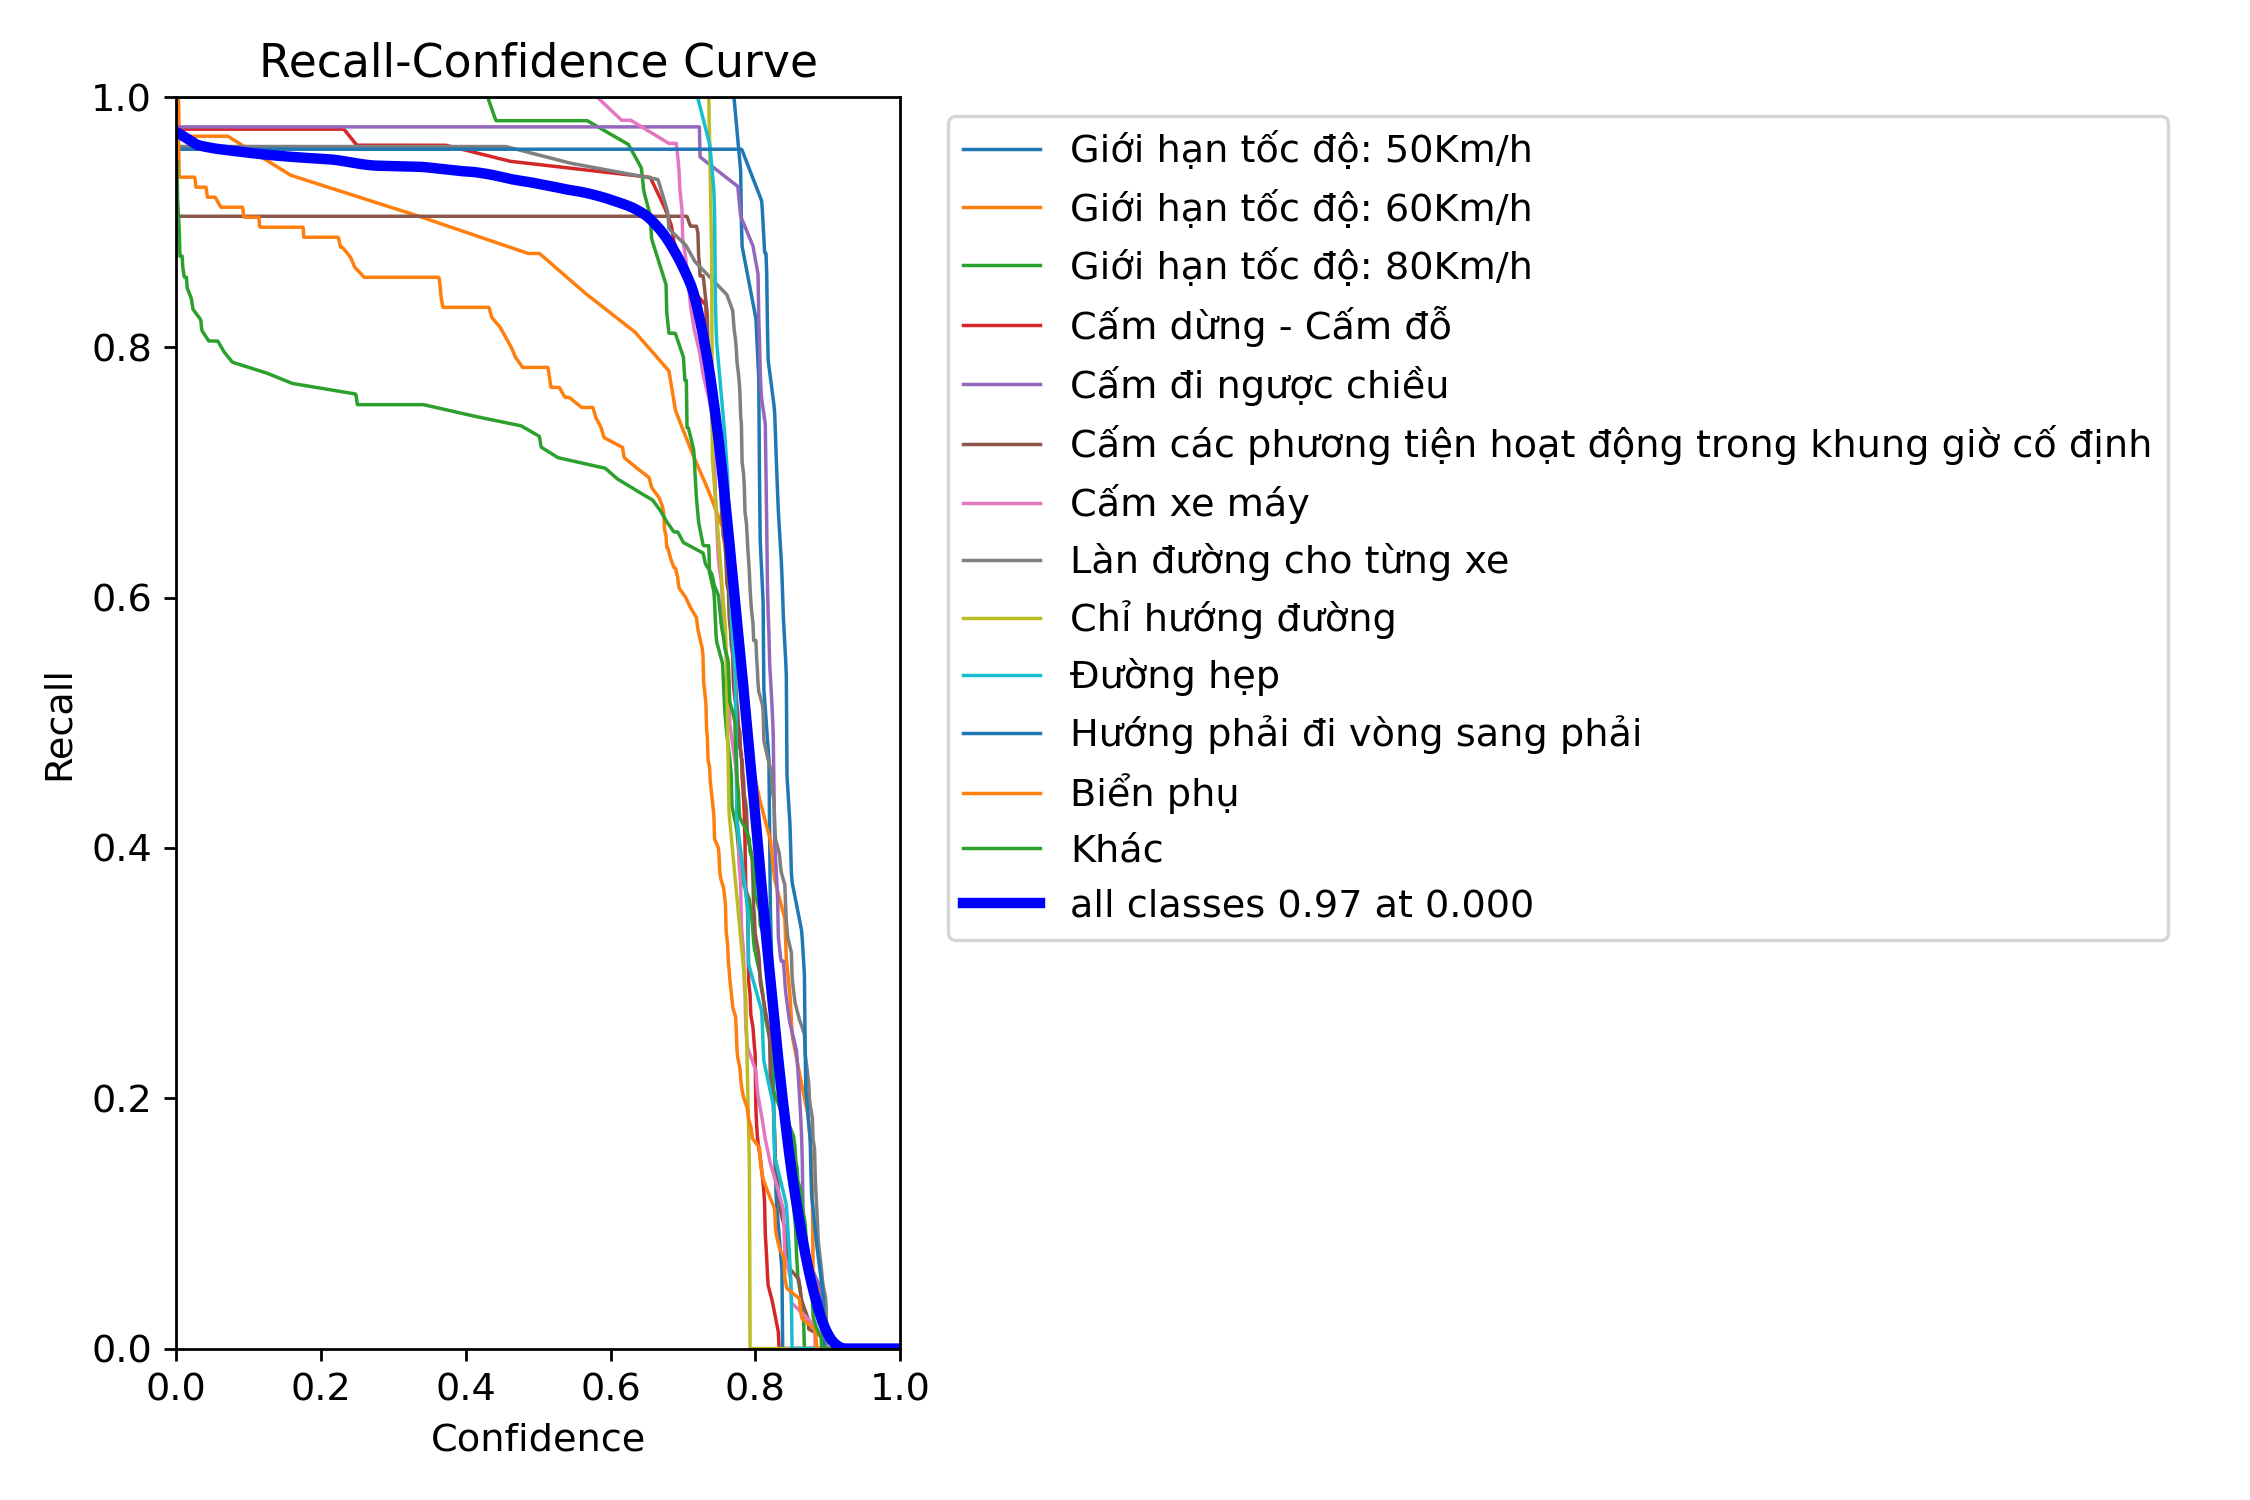 Recall-Confidence Curve
1.0
0.8
0.6
0.4
0.2
0.0
Recall
0.0 0.2 0.4 0.6 0.8 1.0
Confidence
Giới hạn tốc độ: 50Km/h
Giới hạn tốc độ: 60Km/h
Giới hạn tốc độ: 80Km/h
Cấm dừng - Cấm đỗ
Cấm đi ngược chiều
Cấm các phương tiện hoạt động trong khung giờ cố định
Cấm xe máy
Làn đường cho từng xe
Chỉ hướng đường
Đường hẹp
Hướng phải đi vòng sang phải
Biển phụ
Khác
all classes 0.97 at 0.000